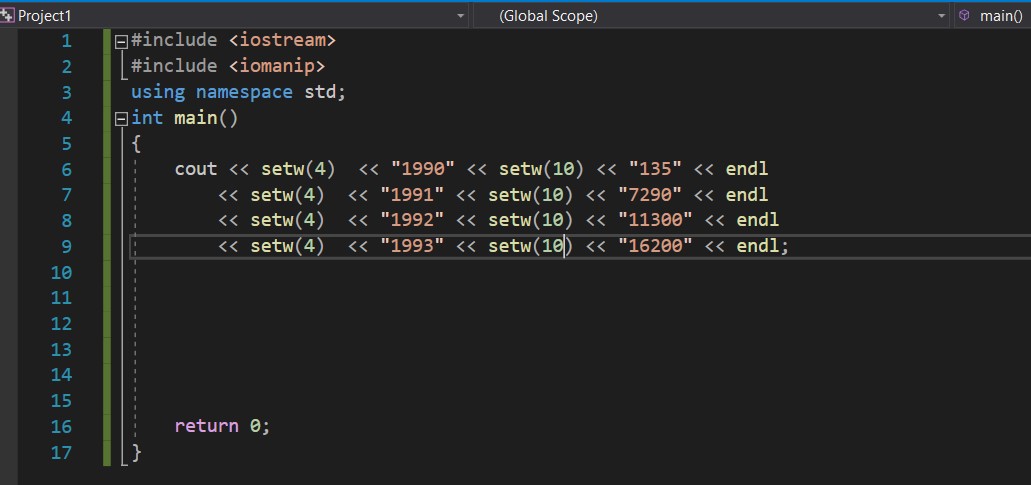 Project1 (Global Scope) main()
1 #include <iostream>
2 #include <iomanip>
3 using namespace std;
4 int main()
5 {
6     cout << setw(4)  << "1990" << setw(10) << "135" << endl
7         << setw(4)  << "1991" << setw(10) << "7290" << endl
8         << setw(4)  << "1992" << setw(10) << "11300" << endl
9         << setw(4)  << "1993" << setw(10) << "16200" << endl;
10
11
12
13
14
15
16     return 0;
17 }